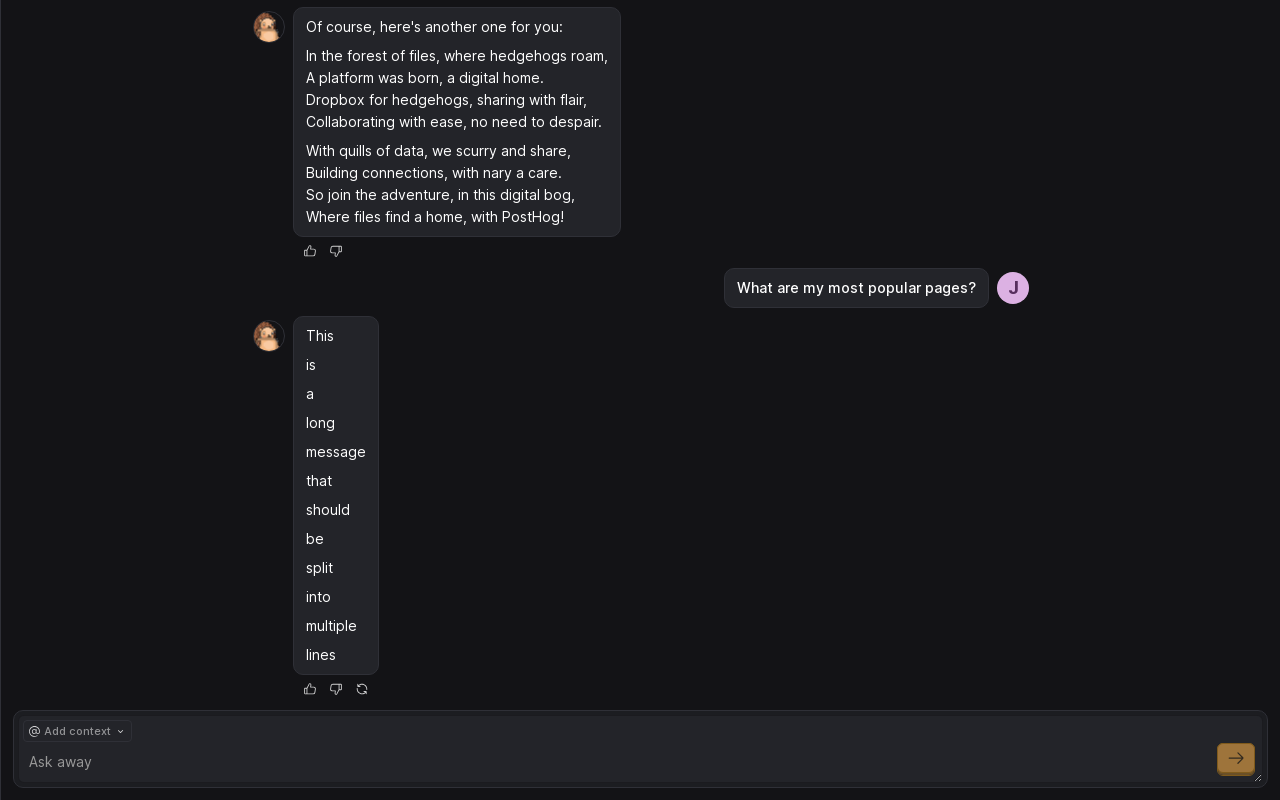 Of course, here's another one for you:
In the forest of files, where hedgehogs roam,
A platform was born, a digital home.
Dropbox for hedgehogs, sharing with flair,
Collaborating with ease, no need to despair.
With quills of data, we scurry and share,
Building connections, with nary a care.
So join the adventure, in this digital bog,
Where files find a home, with PostHog!
What are my most popular pages?
J
This
is
a
long
message
that
should
be
split
into
multiple
lines
@ Add context
Ask away